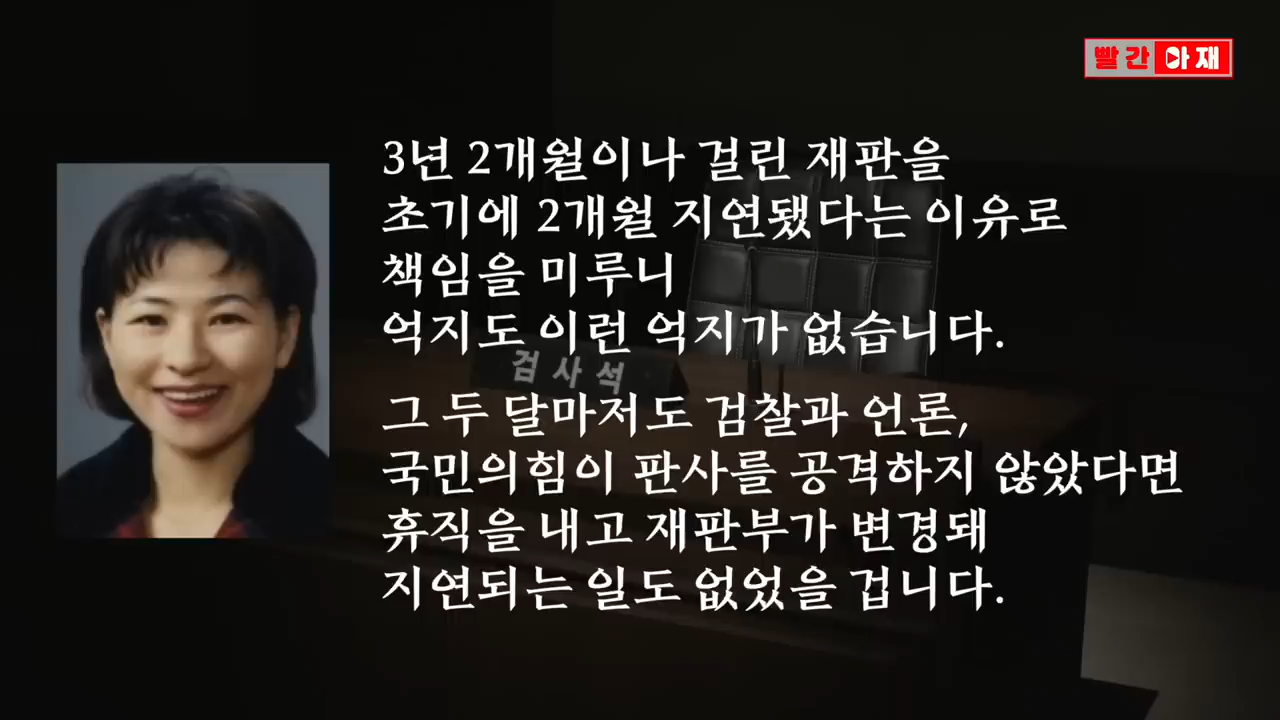 빨간아재
3년 2개월이나 걸린 재판을
초기에 2개월 지연됐다는 이유로
책임을 미루니
억지도 이런 억지가 없습니다.
검사석
그 두 달마저도 검찰과 언론,
국민의힘이 판사를 공격하지 않았다면
휴직을 내고 재판부가 변경돼
지연되는 일도 없었을 겁니다.